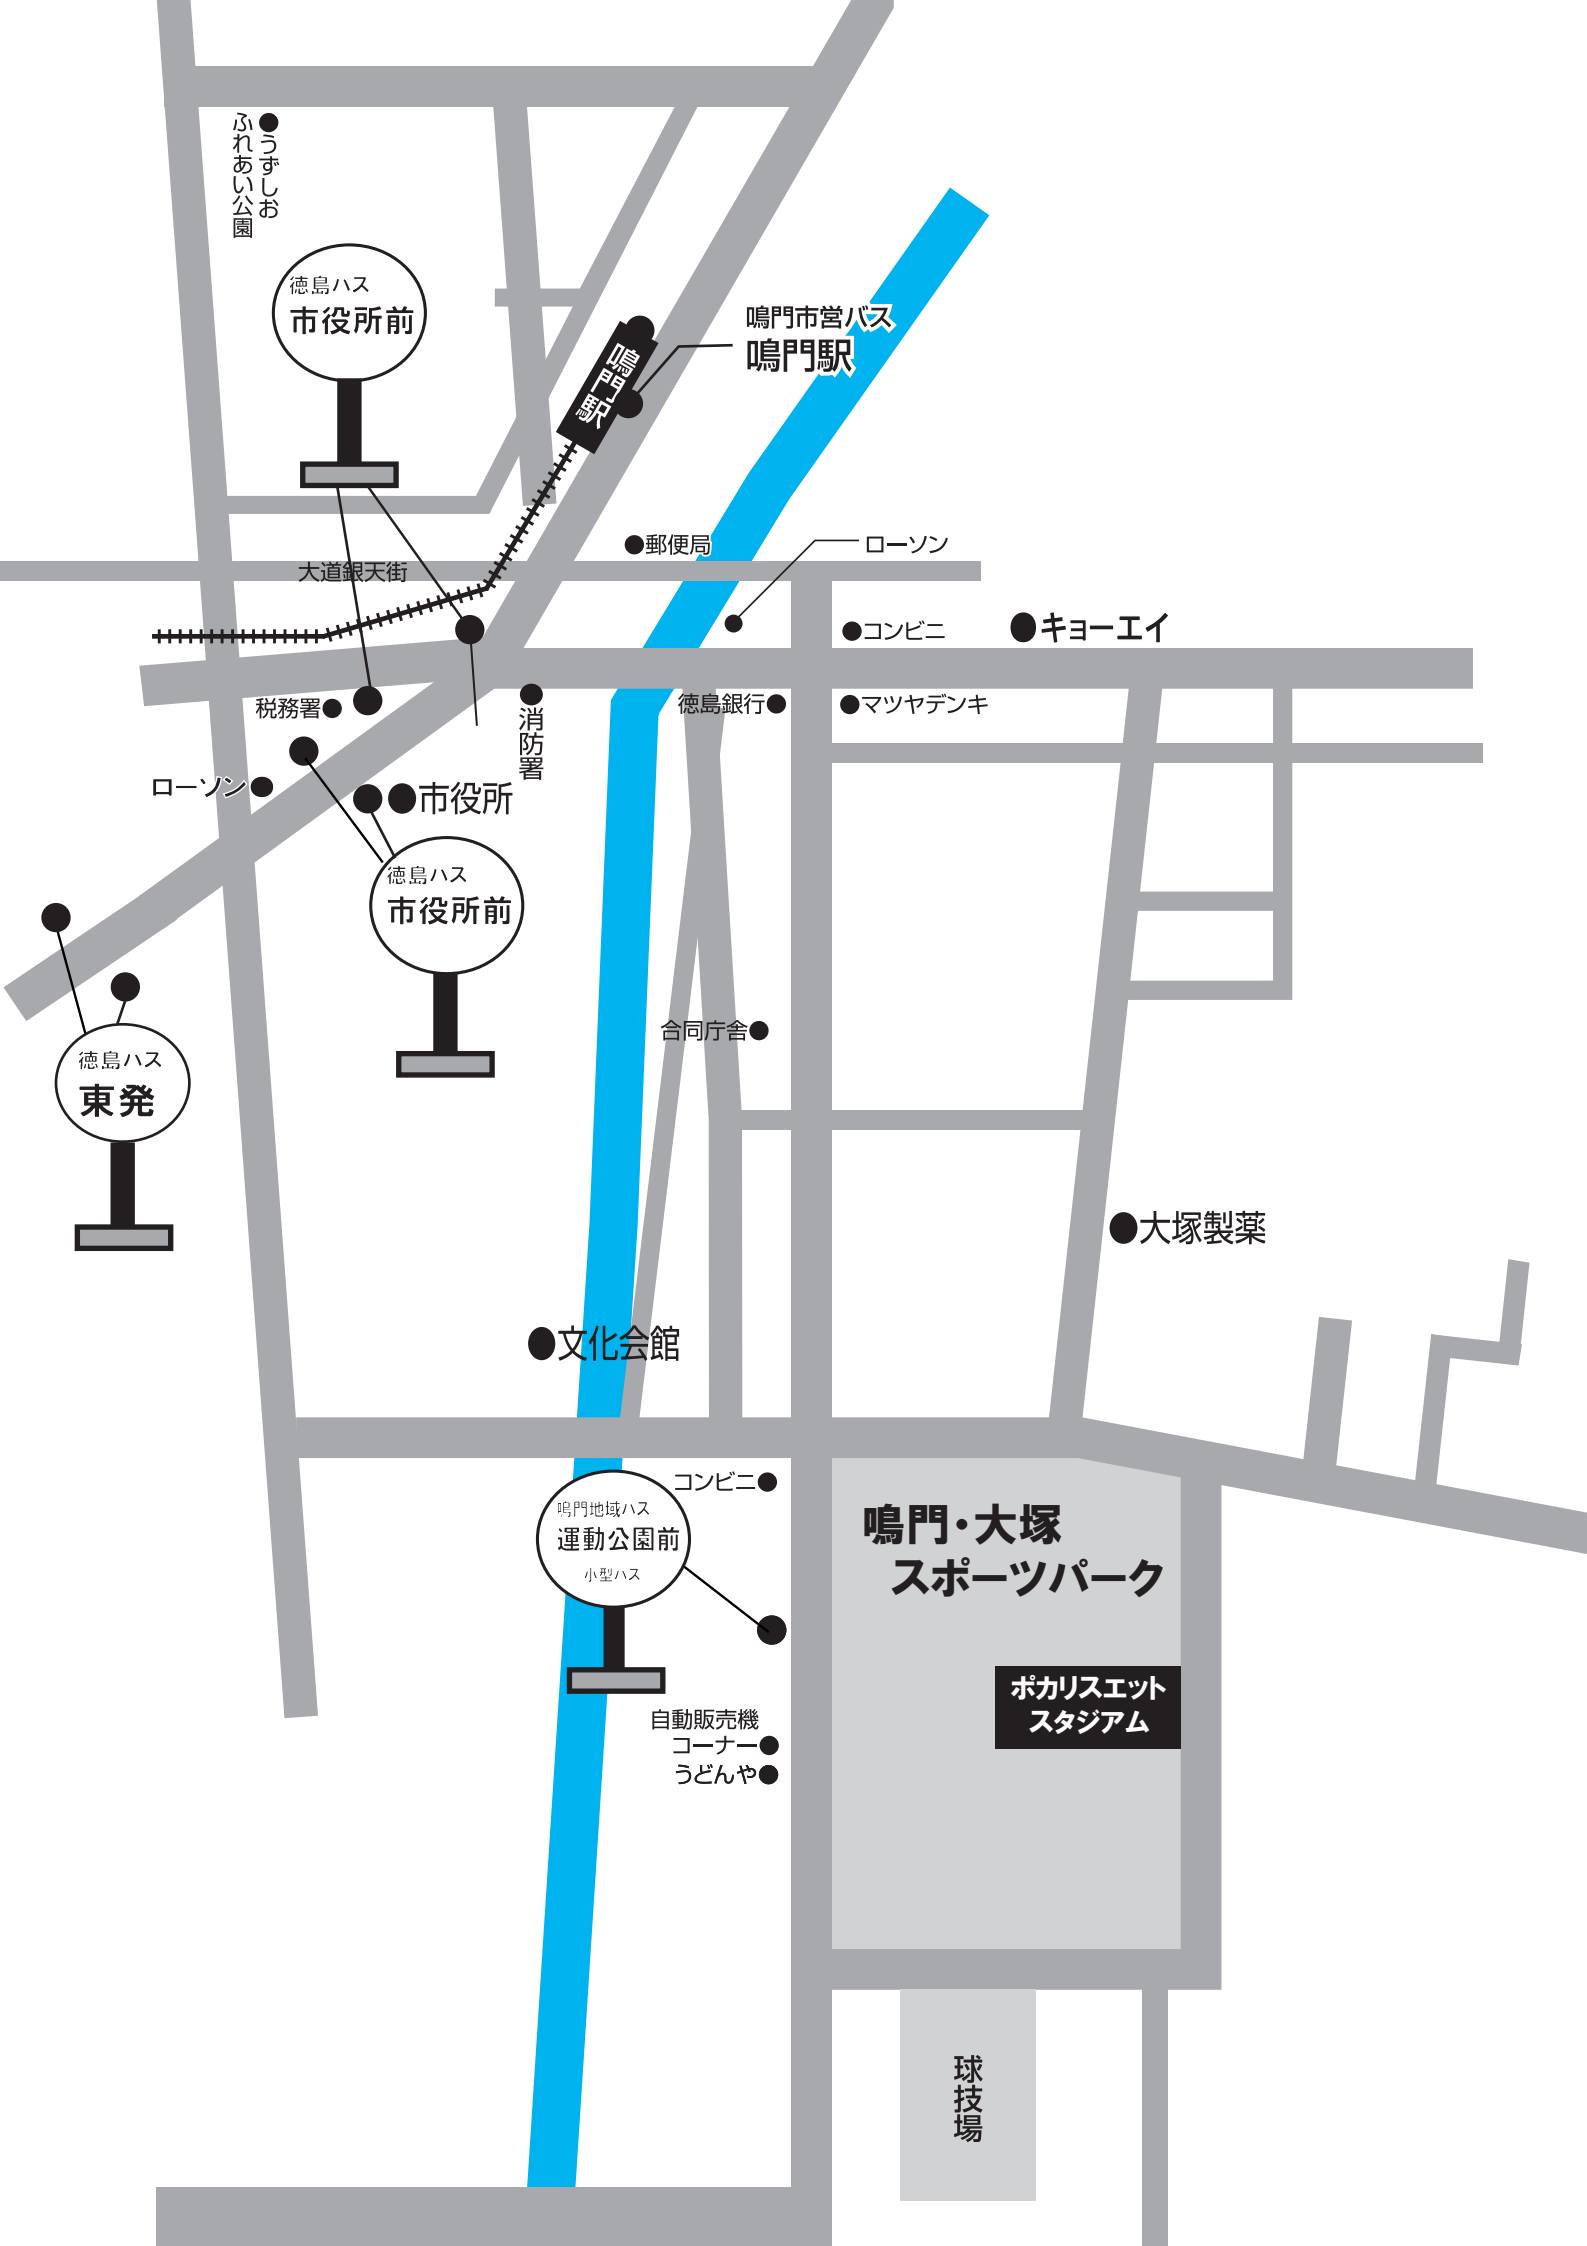 ●うずしお
ふれあい公園
徳島ハス
市役所前
鳴門市営バス
鳴門駅
鳴門駅
●郵便局
ローソン
大道銀天街
●コンビニ
●キョーエイ
税務署●
●消防署
徳島銀行●
●マツヤデンキ
ローソン●
●市役所
徳島ハス
市役所前
合同庁舎●
徳島ハス
東発
●大塚製薬
●文化会館
コンビニ●
鳴門地域ハス
運動公園前
小型ハス
鳴門・大塚
スポーツパーク
ポカリスエット
スタジアム
自動販売機
コーナー●
うどんや●
球技場